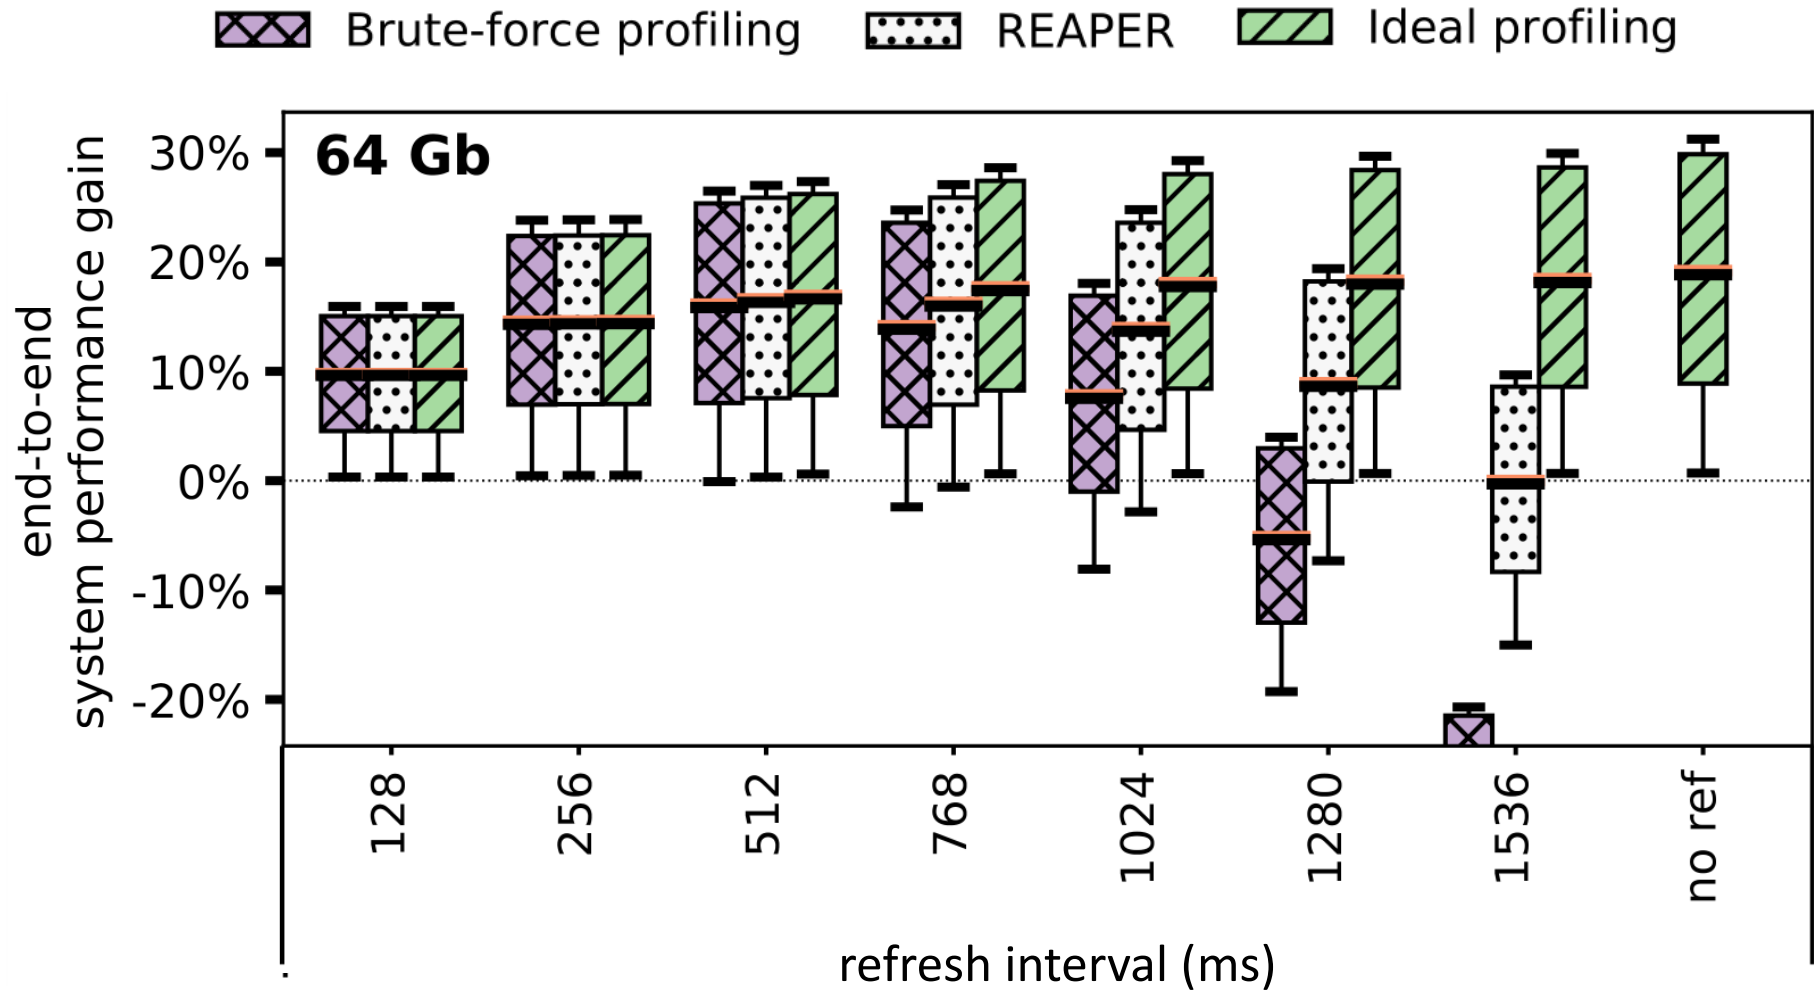 Brute-force profiling
REAPER
Ideal profiling
64 Gb
end-to-end
system performance gain
30%
20%
10%
0%
-10%
-20%
128
256
512
768
1024
1280
1536
no ref
refresh interval (ms)